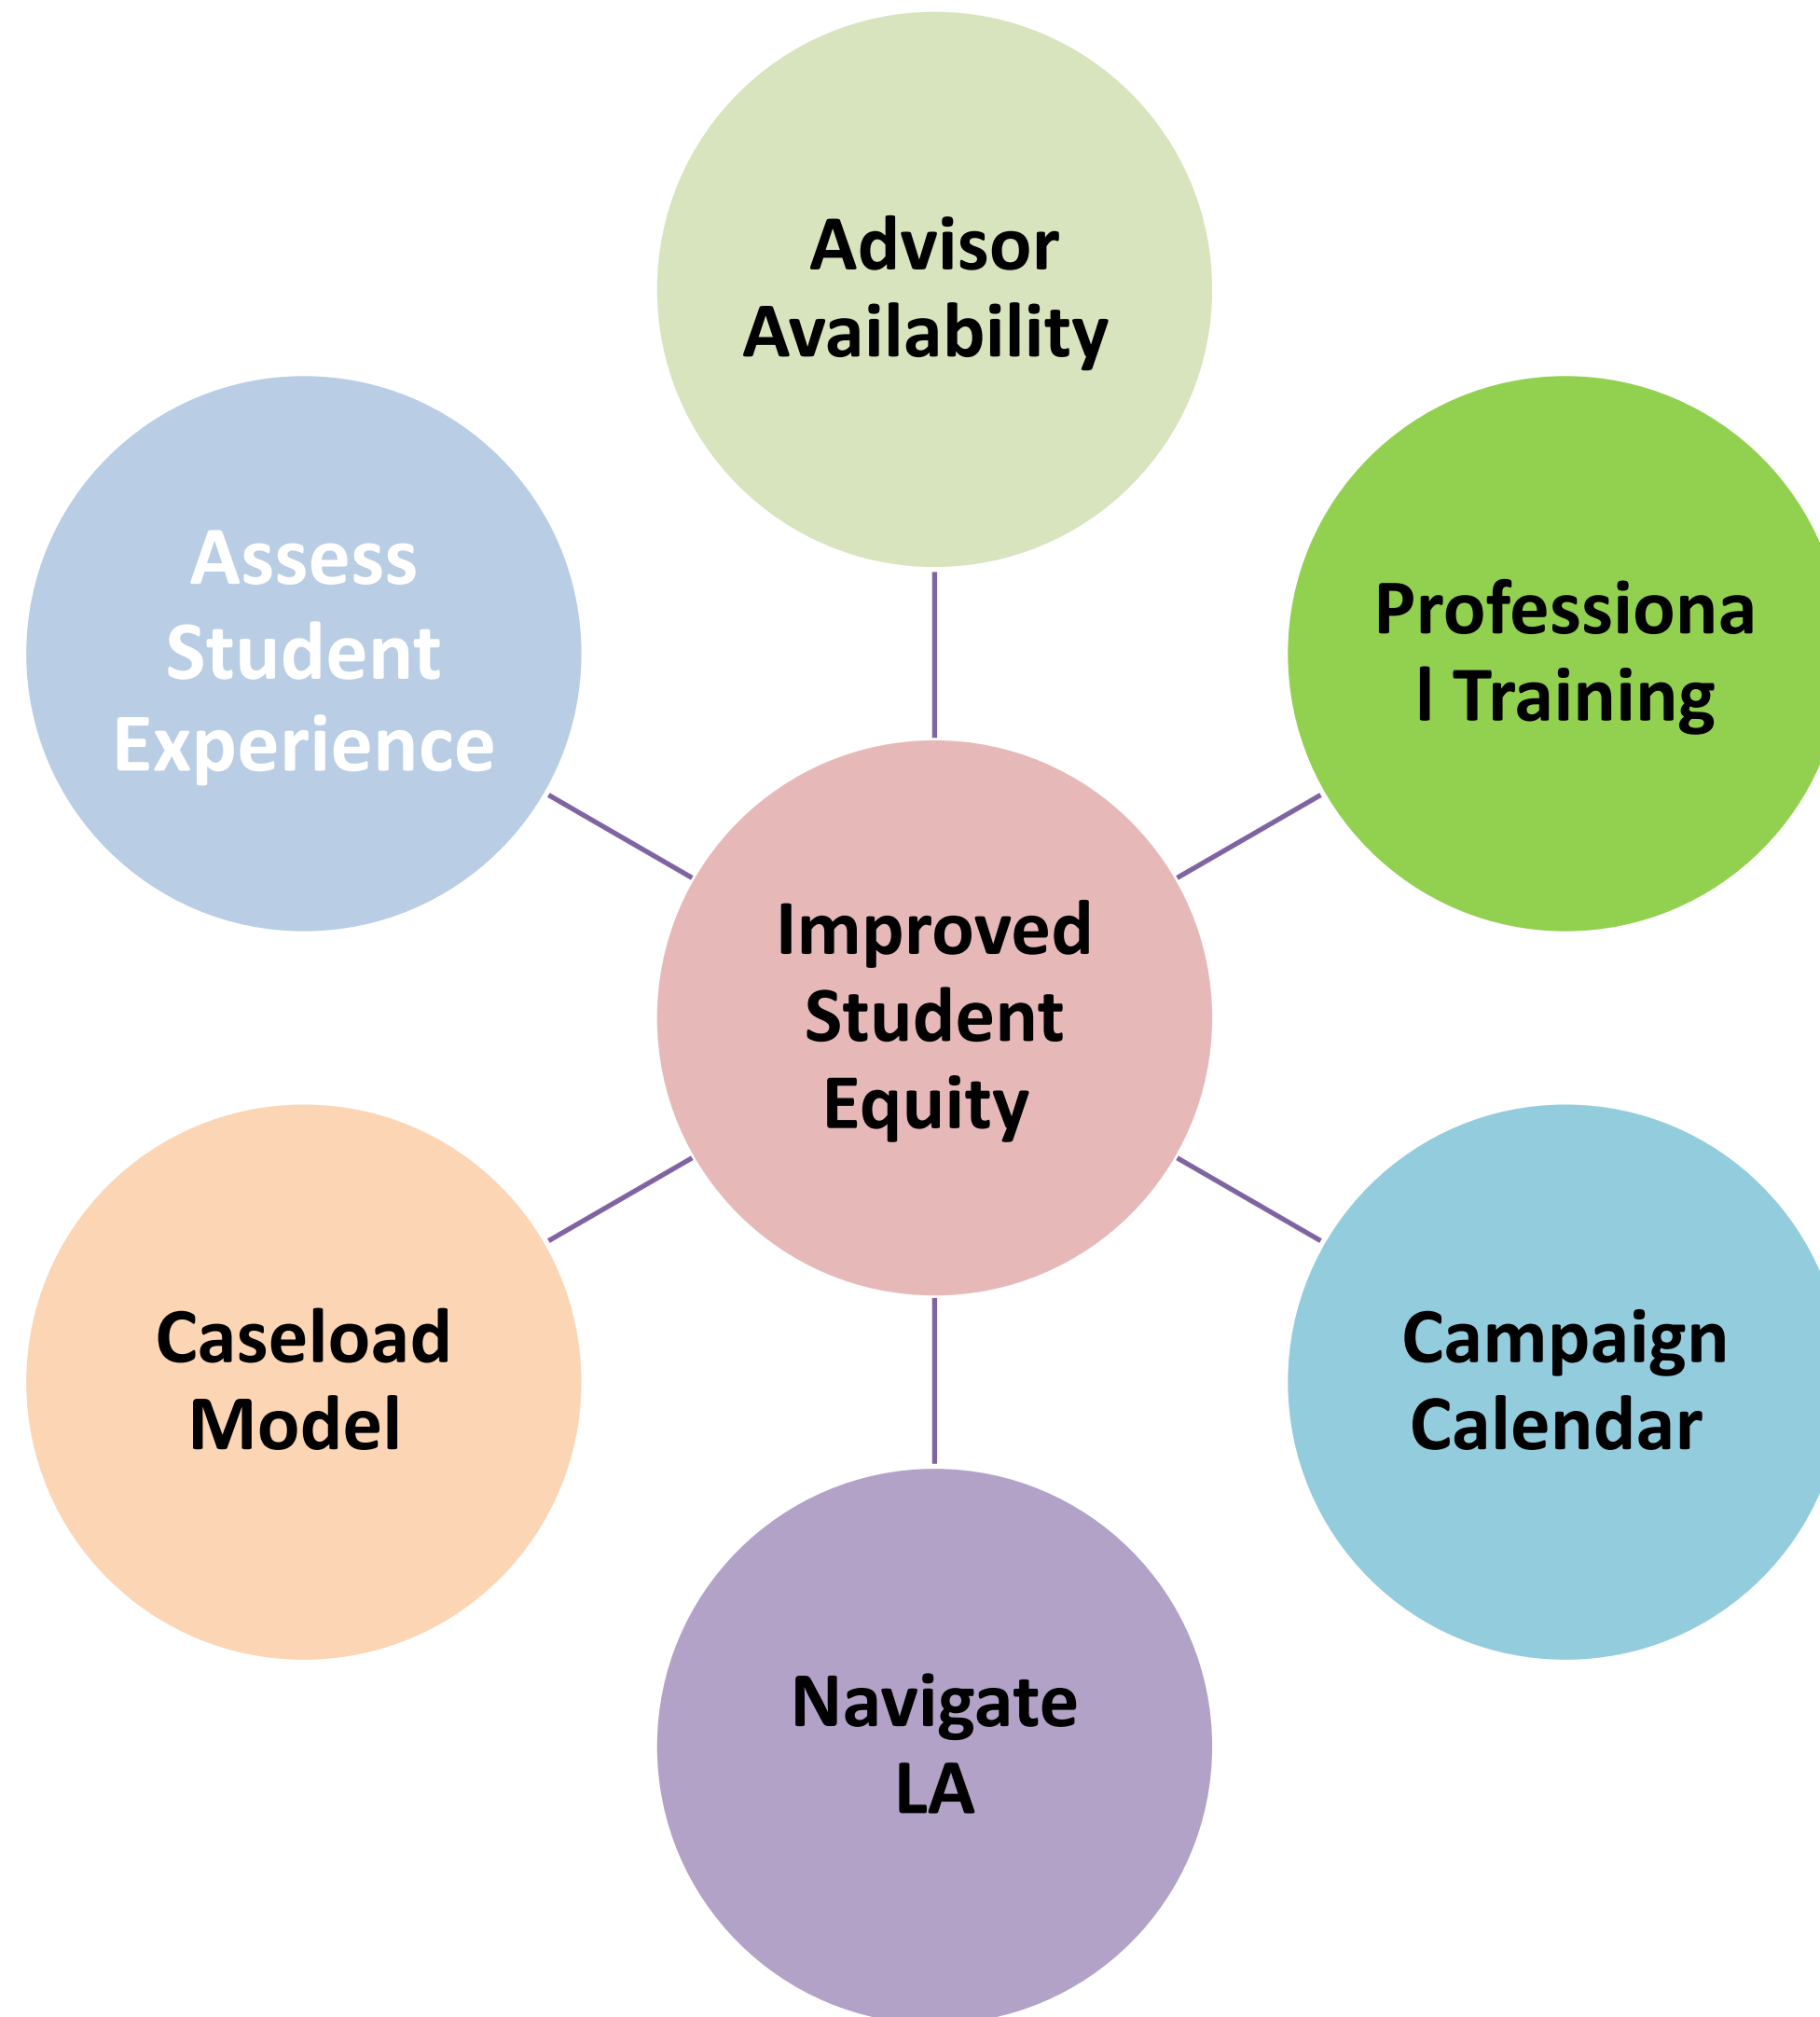 Advisor
Availability
Assess
Student
Experience
Professiona
l Training
Improved
Student
Equity
Caseload
Model
Campaign
Calendar
Navigate
LA